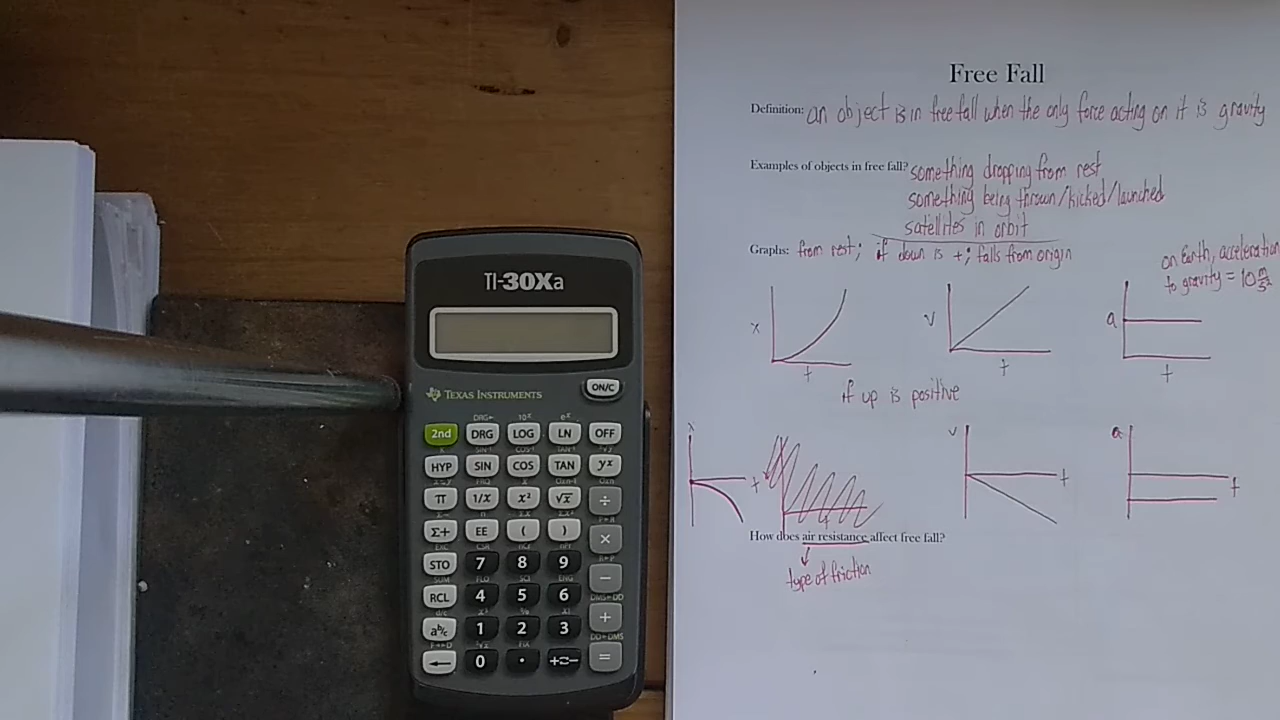 Free Fall
Definition: an object is in free fall when the only force acting on it is gravity
Examples of objects in free fall? something dropping from rest
something being thrown/kicked/launched
satellites in orbit
Graphs: from rest; if down is +; falls from origin
on Earth, acceleration
to gravity = 10 m/s²
x
t
v
t
a
t
if up is positive
x
t
v
t
a
t
How does air resistance affect free fall?
type of friction
TI-30Xa
TEXAS INSTRUMENTS
ON/C
2nd DRG LOG LN OFF
HYP SIN COS TAN yˣ
π 1/x x² √x ÷
Σ+ EE ( ) ×
STO 7 8 9 −
RCL 4 5 6 +
a b/c 1 2 3 =
← 0 . +⇄−